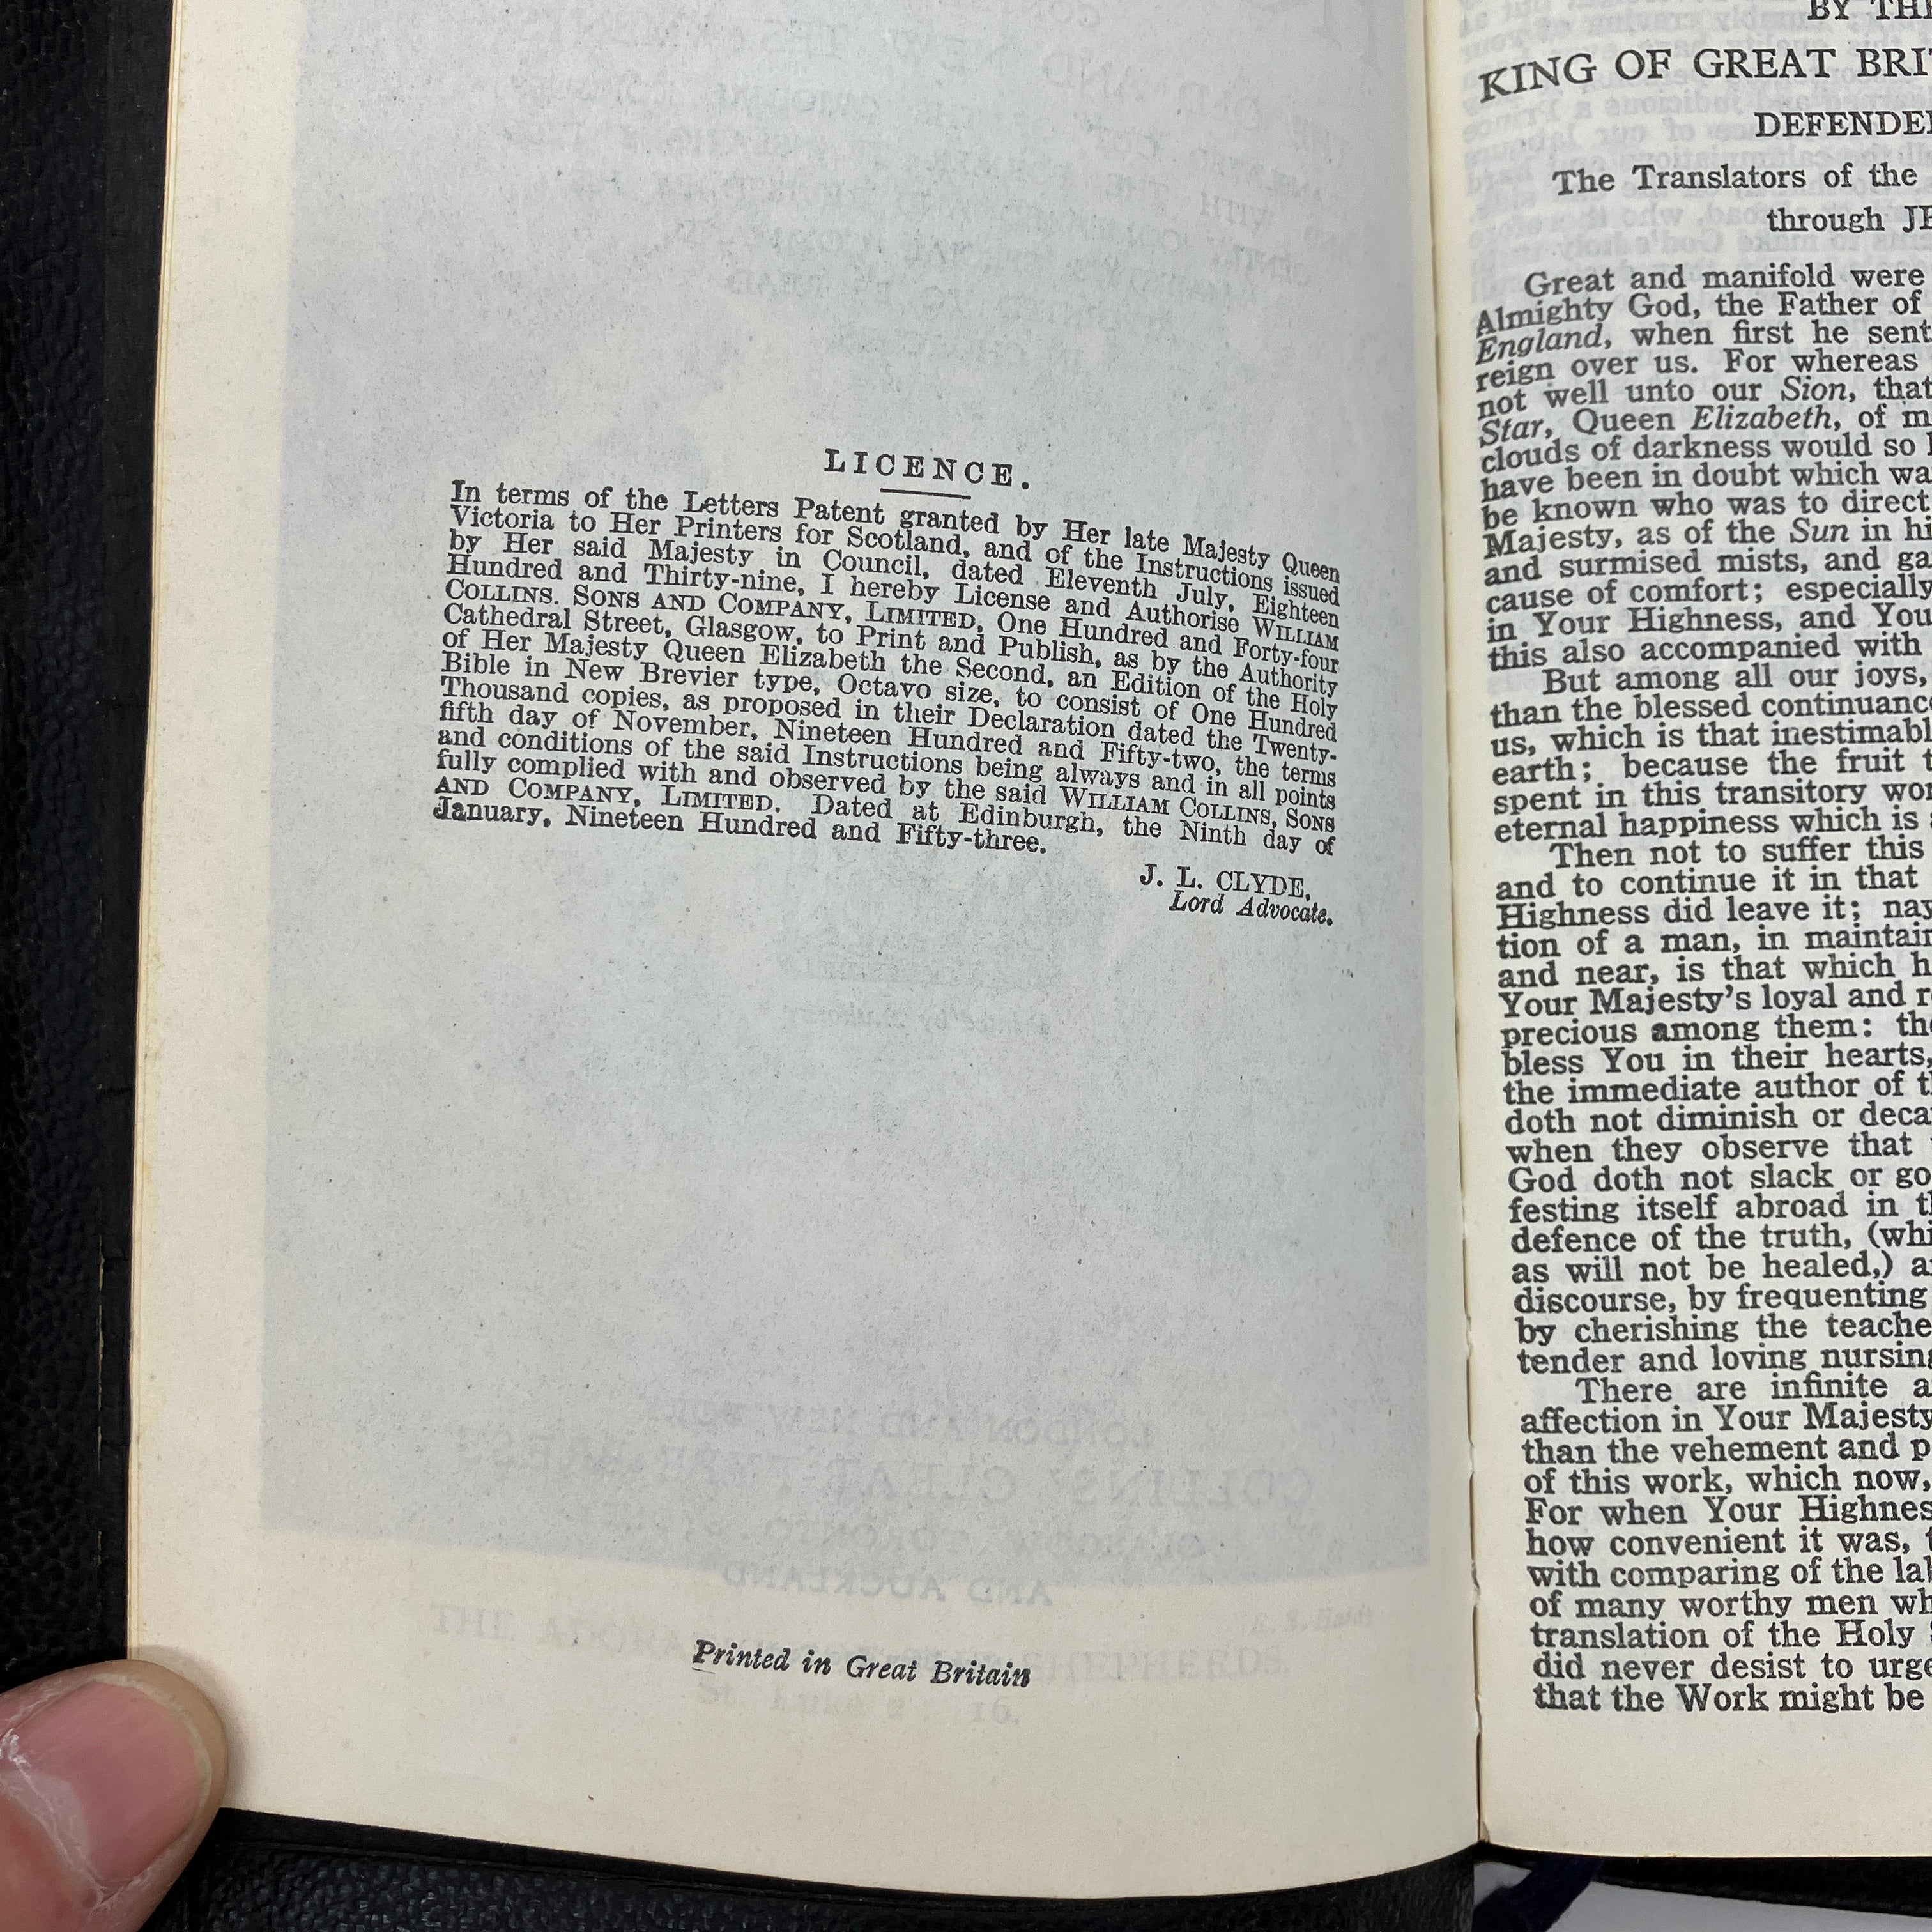 LICENCE.
In terms of the Letters Patent granted by Her late Majesty Queen
Victoria to Her Printers for Scotland, and of the Instructions issued
by Her said Majesty in Council, dated Eleventh July, Eighteen
Hundred and Thirty-nine, I hereby License and Authorise WILLIAM
COLLINS. SONS AND COMPANY, LIMITED, One Hundred and Forty-four
Cathedral Street, Glasgow, to Print and Publish, as by the Authority
of Her Majesty Queen Elizabeth the Second, an Edition of the Holy
Bible in New Brevier type, Octavo size, to consist of One Hundred
Thousand copies, as proposed in their Declaration dated the Twenty-
fifth day of November, Nineteen Hundred and Fifty-two, the terms
and conditions of the said Instructions being always and in all points
fully complied with and observed by the said WILLIAM COLLINS, SONS
AND COMPANY, LIMITED. Dated at Edinburgh, the Ninth day of
January, Nineteen Hundred and Fifty-three.
J. L. CLYDE,
Lord Advocate.
Printed in Great Britain
BY THE
KING OF GREAT BRI
DEFENDE
The Translators of the
through
Great and manifold were
Almighty God, the Father of
England, when first he sent
reign over us. For whereas
not well unto our Sion, that
Star, Queen Elizabeth, of
clouds of darkness would so
have been in doubt which
be known who was to direct
Majesty, as of the Sun in
and surmised mists, and
cause of comfort; especially
in Your Highness, and
this also accompanied with
But among all our joys,
than the blessed continuance
us, which is that
earth; because the fruit
spent in this transitory
eternal happiness which is
Then not to suffer this
and to continue it in that
Highness did leave it; nay
tion of a man, in
and near, is that which
Your Majesty's loyal and
precious among them: the
bless You in their hearts,
the immediate author of
doth not diminish or
when they observe that
God doth not slack or go
festing itself abroad in
defence of the truth, (whi
as will not be healed,)
discourse, by frequenting
by cherishing the teache
tender and loving nursing
There are infinite
affection in Your Majesty
than the vehement and
of this work, which now,
For when Your Highnes
how convenient it was,
with comparing of the
of many worthy men
translation of the Holy
did never desist to urge
that the Work might be